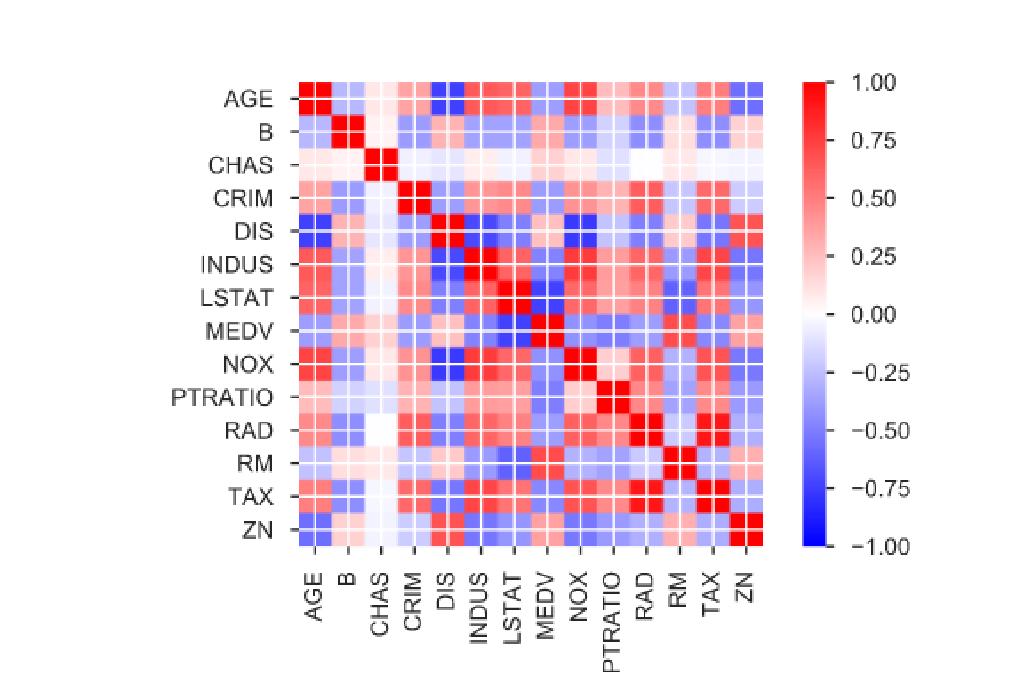 AGE
B
CHAS
CRIM
DIS
INDUS
LSTAT
MEDV
NOX
PTRATIO
RAD
RM
TAX
ZN
AGE
B
CHAS
CRIM
DIS
INDUS
LSTAT
MEDV
NOX
PTRATIO
RAD
RM
TAX
ZN
1.00
0.75
0.50
0.25
0.00
−0.25
−0.50
−0.75
−1.00